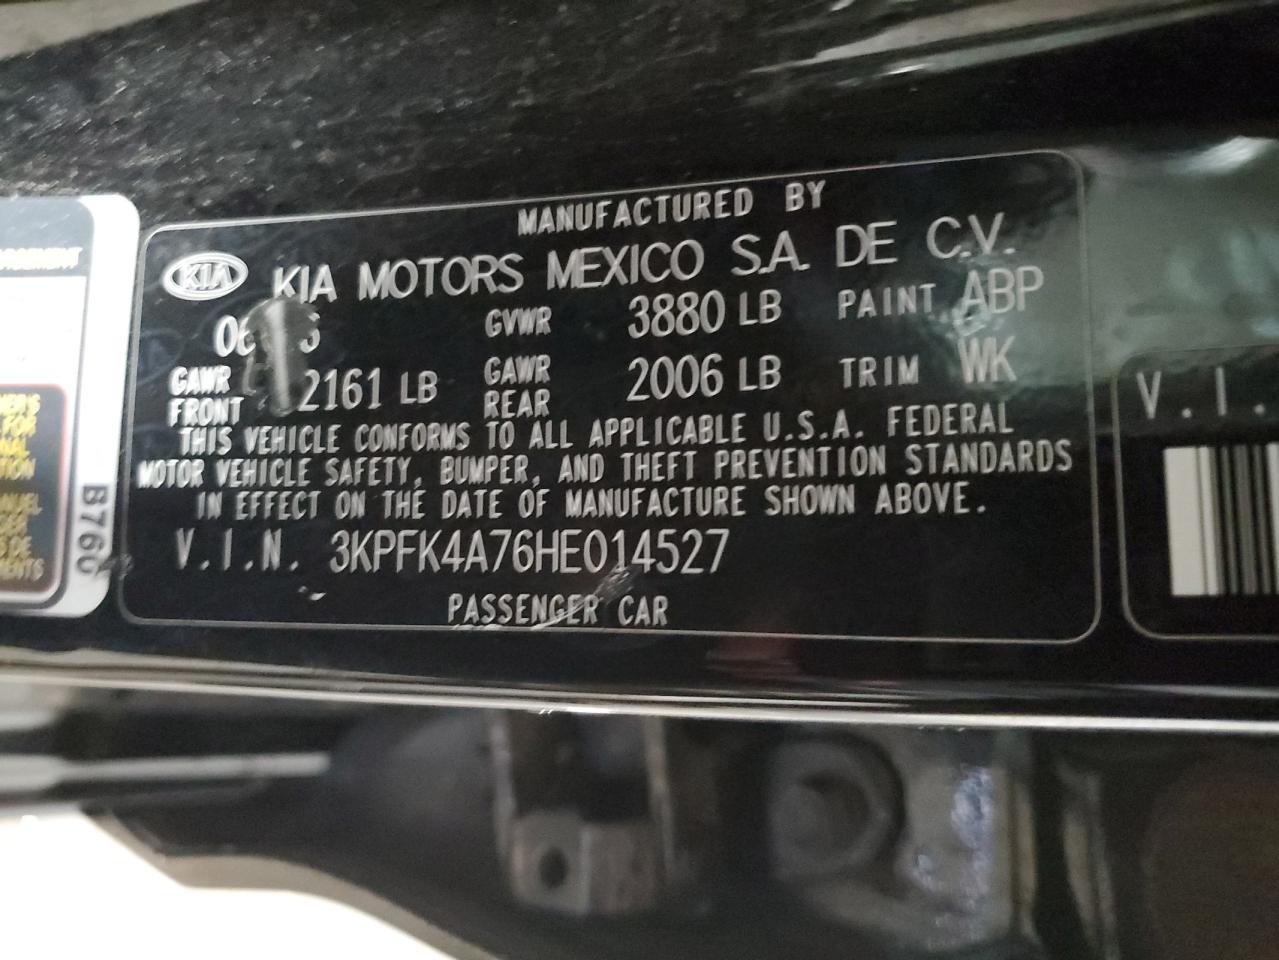 MANUFACTURED BY
KIA KIA MOTORS MEXICO S.A. DE C.V.
GVWR 3880 LB PAINT ABP
GAWR FRONT 2161 LB GAWR REAR 2006 LB TRIM WK
THIS VEHICLE CONFORMS TO ALL APPLICABLE U.S.A. FEDERAL
MOTOR VEHICLE SAFETY, BUMPER, AND THEFT PREVENTION STANDARDS
IN EFFECT ON THE DATE OF MANUFACTURE SHOWN ABOVE.
V.I.N. 3KPFK4A76HE014527
PASSENGER CAR
B760
V.I.